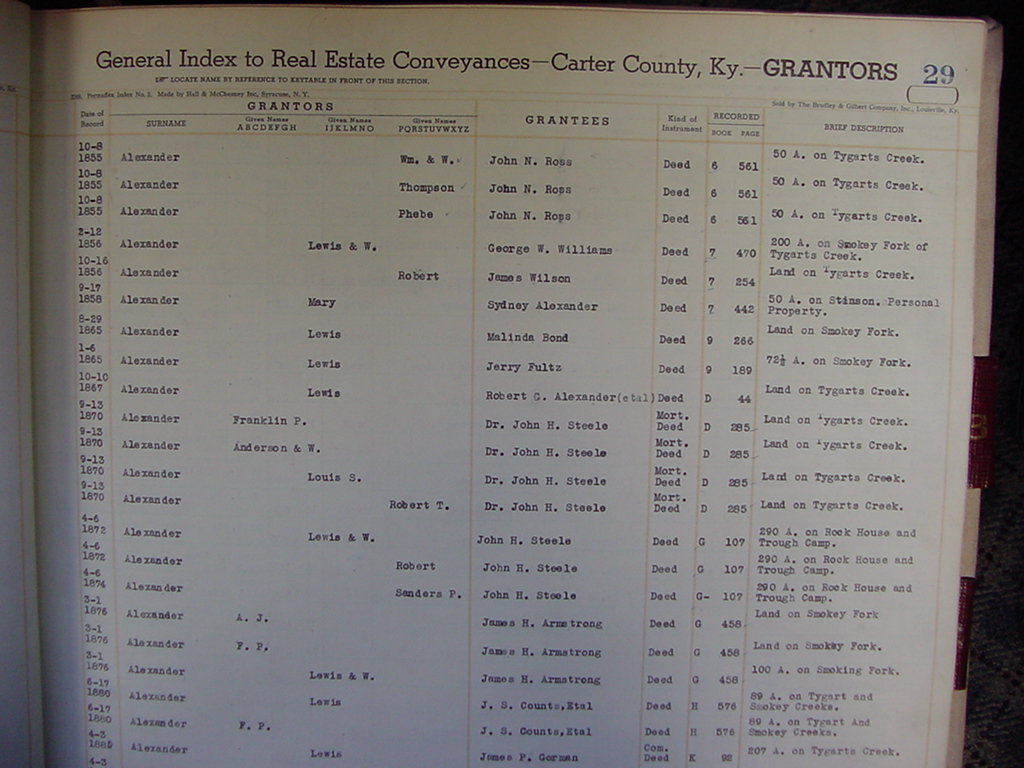 General Index to Real Estate Conveyances—Carter County, Ky.—GRANTORS 29
LOCATE NAME BY REFERENCE TO KEYTABLE IN FRONT OF THIS SECTION.
Permaflex Index No. 3. Made by Hall & McChesney Inc, Syracuse, N. Y. Sold by The Bradley & Gilbert Company, Inc., Louisville, Ky.
Date of Record GRANTORS GRANTEES Kind of Instrument RECORDED BRIEF DESCRIPTION
SURNAME Given Names ABCDEFGH Given Names IJKLMNO Given Names PQRSTUVWXYZ BOOK PAGE
10-8
1855 Alexander Wm. & W. John N. Ross Deed 6 561 50 A. on Tygarts Creek.
10-8
1855 Alexander Thompson John N. Ross Deed 6 561 50 A. on Tygarts Creek.
10-8
1855 Alexander Phebe John N. Ross Deed 6 561 50 A. on Tygarts Creek.
2-12
1856 Alexander Lewis & W. George W. Williams Deed 7 470 200 A. on Smokey Fork of
Tygarts Creek.
10-16
1856 Alexander Robert James Wilson Deed 7 254 Land on Tygarts Creek.
9-17
1858 Alexander Mary Sydney Alexander Deed 7 442 50 A. on Stinson. Personal
Property.
8-29
1865 Alexander Lewis Malinda Bond Deed 9 266 Land on Smokey Fork.
1-6
1865 Alexander Lewis Jerry Fultz Deed 9 189 72½ A. on Smokey Fork.
10-10
1867 Alexander Lewis Robert G. Alexander(etal) Deed D 44 Land on Tygarts Creek.
9-13
1870 Alexander Franklin P. Dr. John H. Steele Mort. Deed D 285 Land on Tygarts Creek.
9-13
1870 Alexander Anderson & W. Dr. John H. Steele Mort. Deed D 285 Land on Tygarts Creek.
9-13
1870 Alexander Louis S. Dr. John H. Steele Mort. Deed D 285 Land on Tygarts Creek.
9-13
1870 Alexander Robert T. Dr. John H. Steele Mort. Deed D 285 Land on Tygarts Creek.
4-6
1872 Alexander Lewis & W. John H. Steele Deed G 107 290 A. on Rock House and
Trough Camp.
4-6
1872 Alexander Robert John H. Steele Deed G 107 290 A. on Rock House and
Trough Camp.
4-6
1874 Alexander Sanders P. John H. Steele Deed G- 107 290 A. on Rock House and
Trough Camp.
3-1
1876 Alexander A. J. James H. Armstrong Deed G 458 Land on Smokey Fork
3-1
1876 Alexander F. P. James H. Armstrong Deed G 458 Land on Smokey Fork.
3-1
1876 Alexander Lewis & W. James H. Armstrong Deed G 458 100 A. on Smoking Fork.
6-17
1880 Alexander Lewis J. S. Counts,Etal Deed H 576 89 A. on Tygart and
Smokey Creeks.
6-17
1880 Alexander F. P. J. S. Counts,Etal Deed H 576 89 A. on Tygart And
Smokey Creeks.
4-3
1885 Alexander Lewis James P. Gorman Com. Deed K 92 207 A. on Tygarts Creek.
4-3